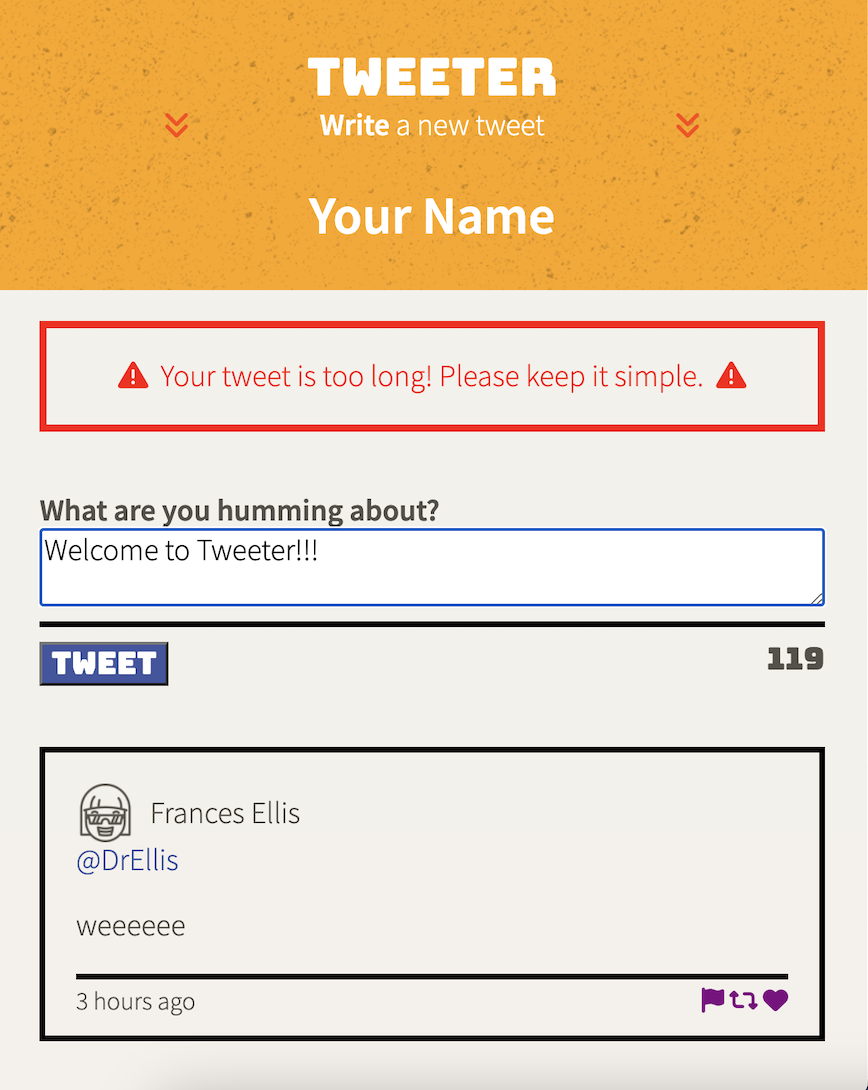 TWEETER
Write a new tweet
Your Name
Your tweet is too long! Please keep it simple.
What are you humming about?
Welcome to Tweeter!!!
TWEET
119
Frances Ellis
@DrEllis
weeeeee
3 hours ago